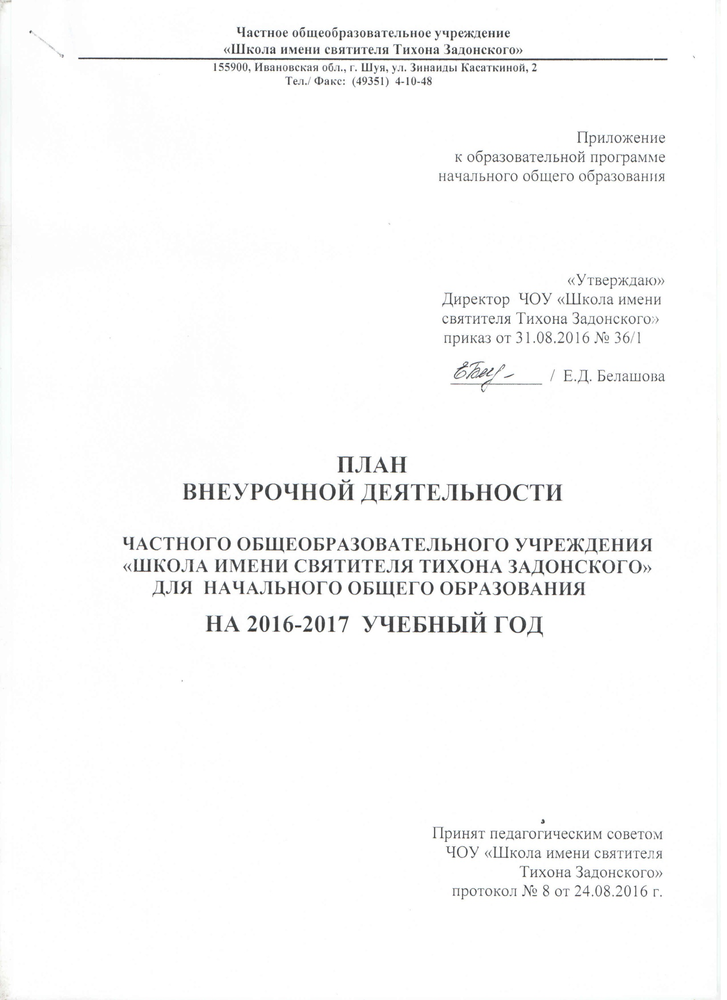 Частное общеобразовательное учреждение
«Школа имени святителя Тихона Задонского»
155900, Ивановская обл., г. Шуя, ул. Зинаиды Касаткиной, 2
Тел./ Факс: (49351) 4-10-48
Приложение
к образовательной программе
начального общего образования
«Утверждаю»
Директор ЧОУ «Школа имени
святителя Тихона Задонского»
приказ от 31.08.2016 № 36/1
/ Е.Д. Белашова
ПЛАН
ВНЕУРОЧНОЙ ДЕЯТЕЛЬНОСТИ
ЧАСТНОГО ОБЩЕОБРАЗОВАТЕЛЬНОГО УЧРЕЖДЕНИЯ
«ШКОЛА ИМЕНИ СВЯТИТЕЛЯ ТИХОНА ЗАДОНСКОГО»
ДЛЯ НАЧАЛЬНОГО ОБЩЕГО ОБРАЗОВАНИЯ
НА 2016-2017 УЧЕБНЫЙ ГОД
Принят педагогическим советом
ЧОУ «Школа имени святителя
Тихона Задонского»
протокол № 8 от 24.08.2016 г.